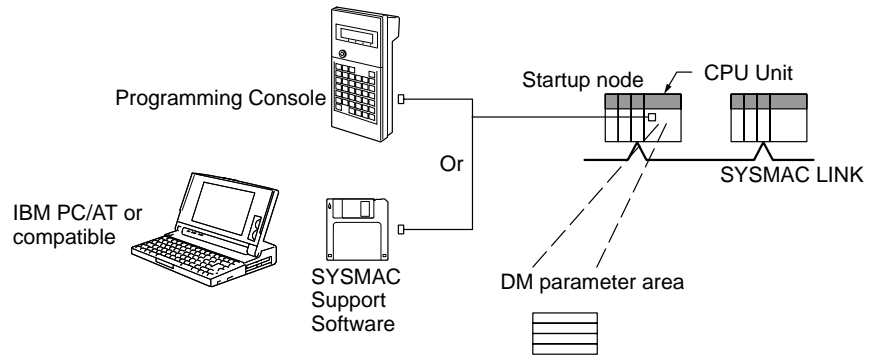 Startup node
CPU Unit
Programming Console
Or
SYSMAC LINK
IBM PC/AT or
compatible
SYSMAC
Support
Software
DM parameter area